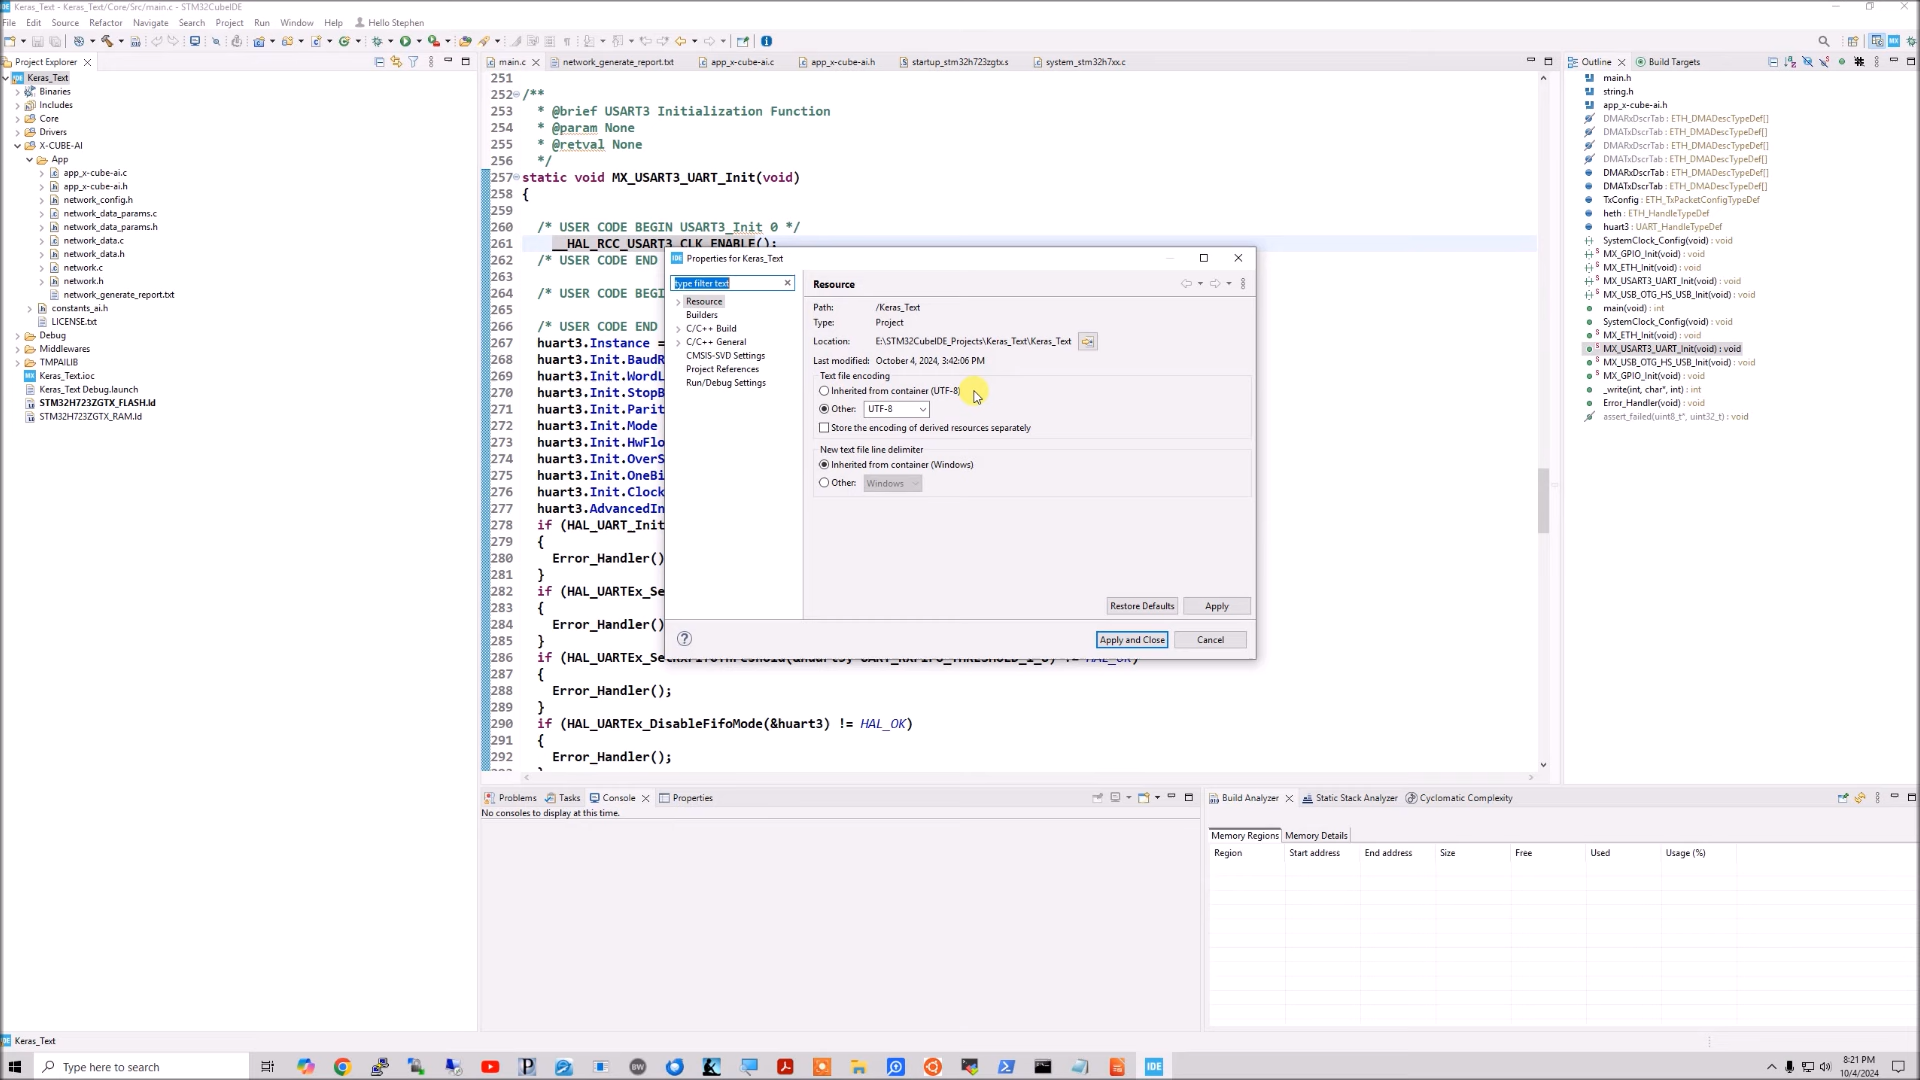 Keras_Text - Keras_Text/Core/Src/main.c - STM32CubeIDE
File Edit Source Refactor Navigate Search Project Run Window Help Hello Stephen
Project Explorer
Keras_Text
Binaries
Includes
Core
Drivers
X-CUBE-AI
App
app_x-cube-ai.c
app_x-cube-ai.h
network_config.h
network_data_params.c
network_data_params.h
network_data.c
network_data.h
network.c
network.h
network_generate_report.txt
constants_ai.h
LICENSE.txt
Debug
Middlewares
TMPAILIB
Keras_Text.ioc
Keras_Text Debug.launch
STM32H723ZGTX_FLASH.ld
STM32H723ZGTX_RAM.ld
main.c network_generate_report.txt app_x-cube-ai.c app_x-cube-ai.h startup_stm32h723zgtx.s system_stm32h7xx.c
251
252 /**
253 * @brief USART3 Initialization Function
254 * @param None
255 * @retval None
256 */
257 static void MX_USART3_UART_Init(void)
258 {
259
260 /* USER CODE BEGIN USART3_Init 0 */
261 __HAL_RCC_USART3_CLK_ENABLE();
262 /* USER CODE END
263
264 /* USER CODE BEGI
265
266 /* USER CODE END
267 huart3.Instance =
268 huart3.Init.BaudR
269 huart3.Init.WordL
270 huart3.Init.StopB
271 huart3.Init.Parit
272 huart3.Init.Mode
273 huart3.Init.HwFlo
274 huart3.Init.OverS
275 huart3.Init.OneBi
276 huart3.Init.Clock
277 huart3.AdvancedIn
278 if (HAL_UART_Init
279 {
280 Error_Handler()
281 }
282 if (HAL_UARTEx_Se
283 {
284 Error_Handler()
285 }
286 if (HAL_UARTEx_SetRxFifoThreshold(&huart3, UART_RXFIFO_THRESHOLD_1_8) != HAL_OK)
287 {
288 Error_Handler();
289 }
290 if (HAL_UARTEx_DisableFifoMode(&huart3) != HAL_OK)
291 {
292 Error_Handler();
IDE Properties for Keras_Text
type filter text
Resource
Builders
C/C++ Build
C/C++ General
CMSIS-SVD Settings
Project References
Run/Debug Settings
Resource
Path: /Keras_Text
Type: Project
Location: E:\STM32CubeIDE_Projects\Keras_Text\Keras_Text
Last modified: October 4, 2024, 3:42:06 PM
Text file encoding
Inherited from container (UTF-8)
Other: UTF-8
Store the encoding of derived resources separately
New text file line delimiter
Inherited from container (Windows)
Other: Windows
Restore Defaults Apply
Apply and Close Cancel
Outline Build Targets
main.h
string.h
app_x-cube-ai.h
DMARxDscrTab : ETH_DMADescTypeDef[]
DMATxDscrTab : ETH_DMADescTypeDef[]
DMARxDscrTab : ETH_DMADescTypeDef[]
DMATxDscrTab : ETH_DMADescTypeDef[]
DMARxDscrTab : ETH_DMADescTypeDef[]
DMATxDscrTab : ETH_DMADescTypeDef[]
TxConfig : ETH_TxPacketConfigTypeDef
heth : ETH_HandleTypeDef
huart3 : UART_HandleTypeDef
SystemClock_Config(void) : void
MX_GPIO_Init(void) : void
MX_ETH_Init(void) : void
MX_USART3_UART_Init(void) : void
MX_USB_OTG_HS_USB_Init(void) : void
main(void) : int
SystemClock_Config(void) : void
MX_ETH_Init(void) : void
MX_USART3_UART_Init(void) : void
MX_USB_OTG_HS_USB_Init(void) : void
MX_GPIO_Init(void) : void
_write(int, char*, int) : int
Error_Handler(void) : void
assert_failed(uint8_t*, uint32_t) : void
Problems Tasks Console Properties
No consoles to display at this time.
Build Analyzer Static Stack Analyzer Cyclomatic Complexity
Memory Regions Memory Details
Region Start address End address Size Free Used Usage (%)
Keras_Text
Type here to search
BW
IDE
8:21 PM
10/4/2024